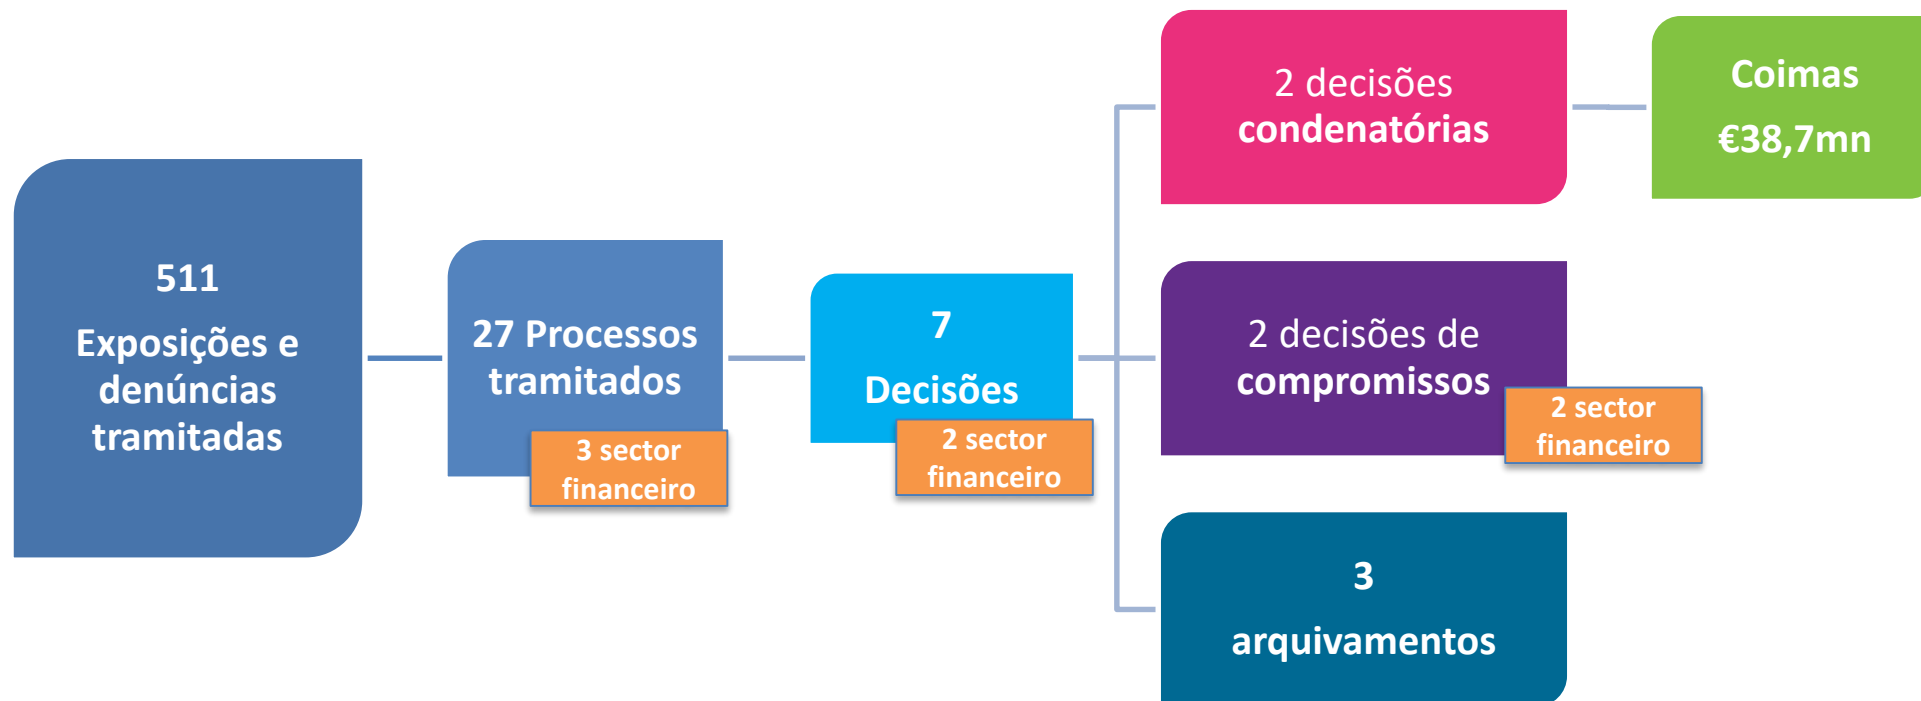 511
Exposições e
denúncias
tramitadas
27 Processos
tramitados
3 sector
financeiro
7
Decisões
2 sector
financeiro
2 decisões
condenatórias
Coimas
€38,7mn
2 decisões de
compromissos
2 sector
financeiro
3
arquivamentos